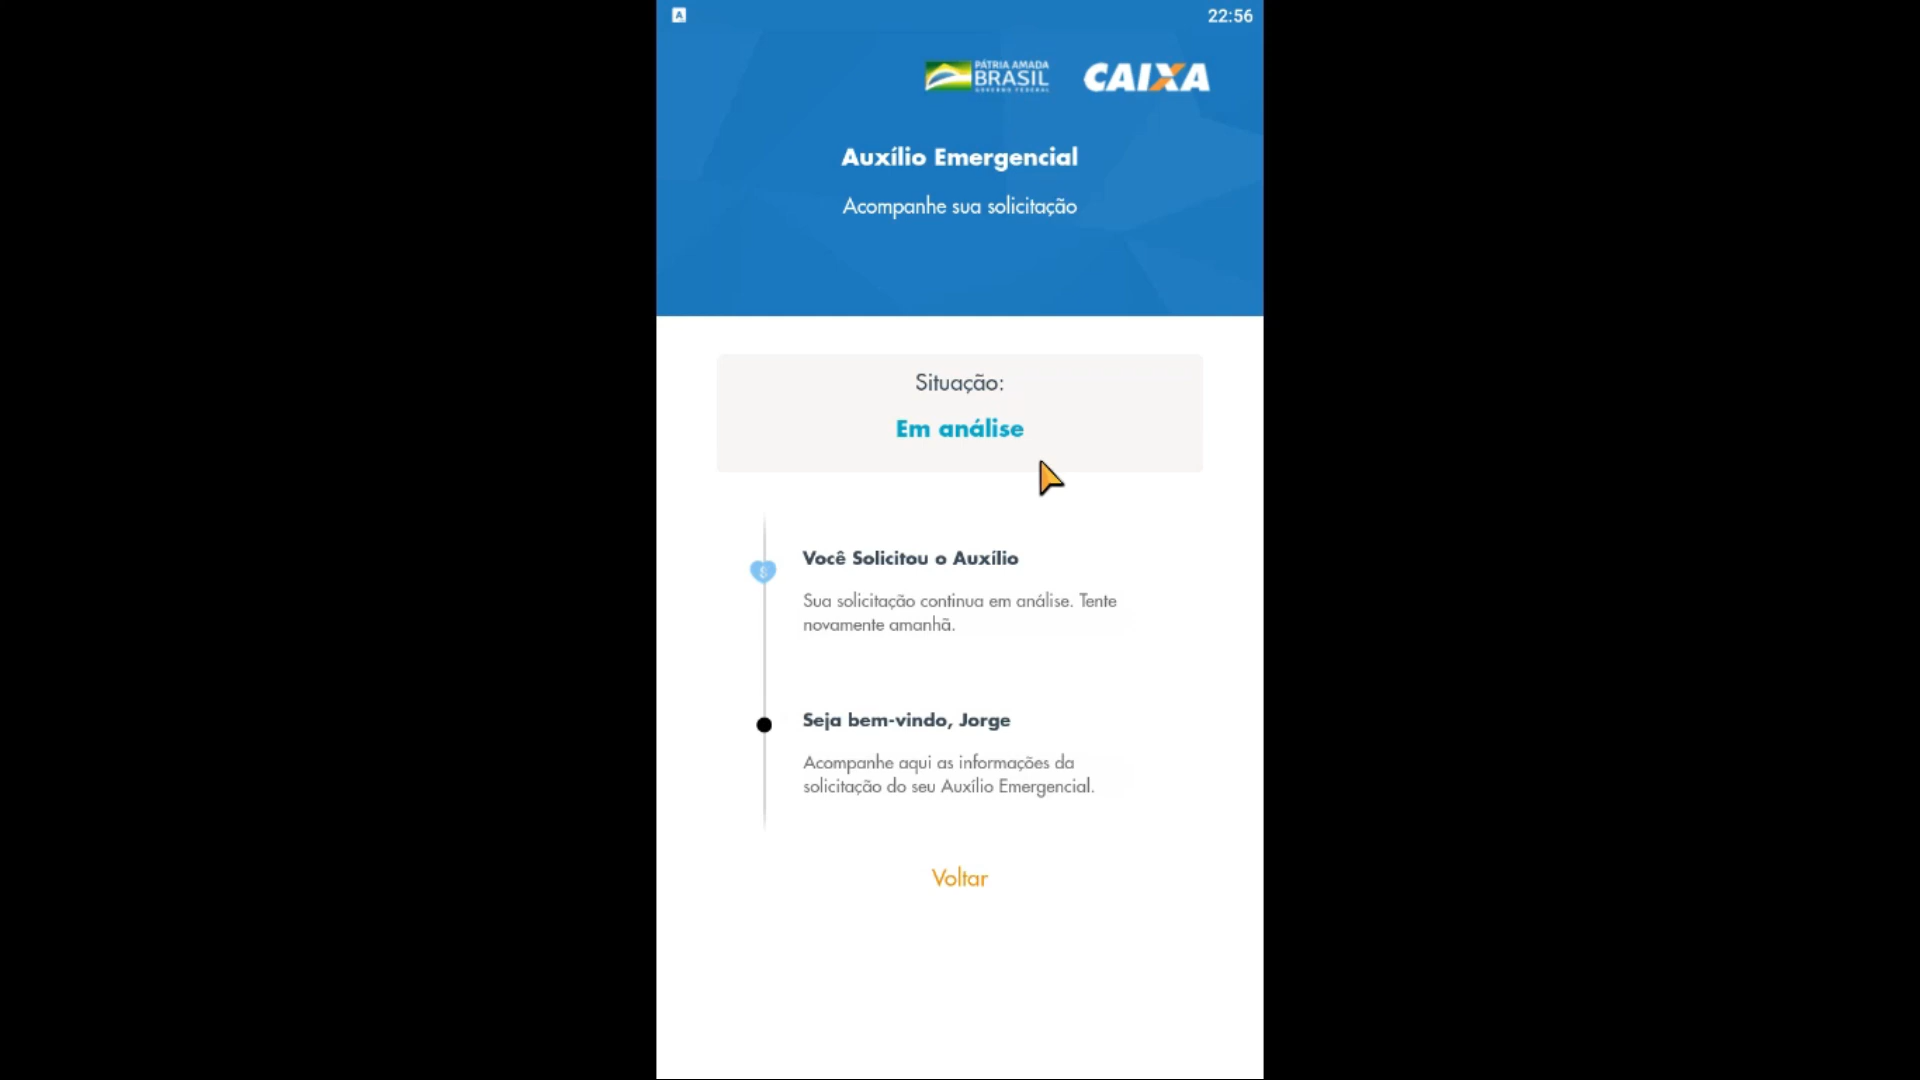 A
22:56
PÁTRIA AMADA
BRASIL
GOVERNO FEDERAL
CAIXA
Auxílio Emergencial
Acompanhe sua solicitação
Situação:
Em análise
Você Solicitou o Auxílio
$
Sua solicitação continua em análise. Tente
novamente amanhã.
Seja bem-vindo, Jorge
Acompanhe aqui as informações da
solicitação do seu Auxílio Emergencial.
Voltar